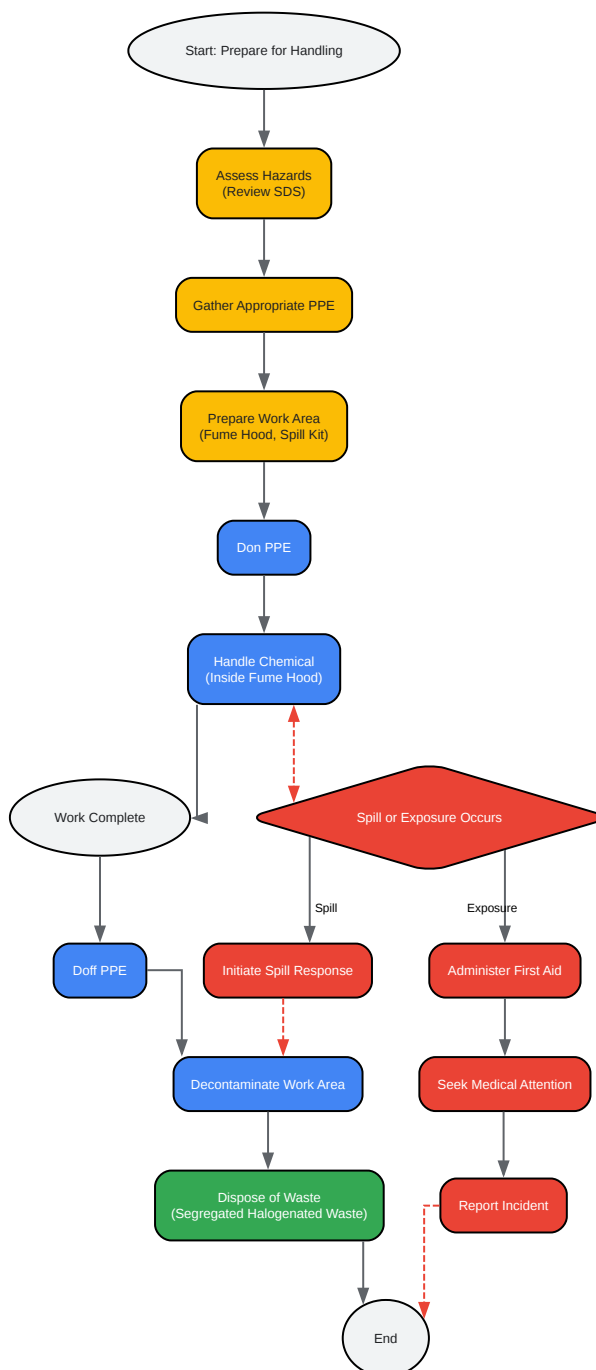 Start: Prepare for Handling
Assess Hazards
(Review SDS)
Gather Appropriate PPE
Prepare Work Area
(Fume Hood, Spill Kit)
Don PPE
Handle Chemical
(Inside Fume Hood)
Work Complete
Spill or Exposure Occurs
Spill
Exposure
Doff PPE
Initiate Spill Response
Administer First Aid
Decontaminate Work Area
Seek Medical Attention
Dispose of Waste
(Segregated Halogenated Waste)
Report Incident
End